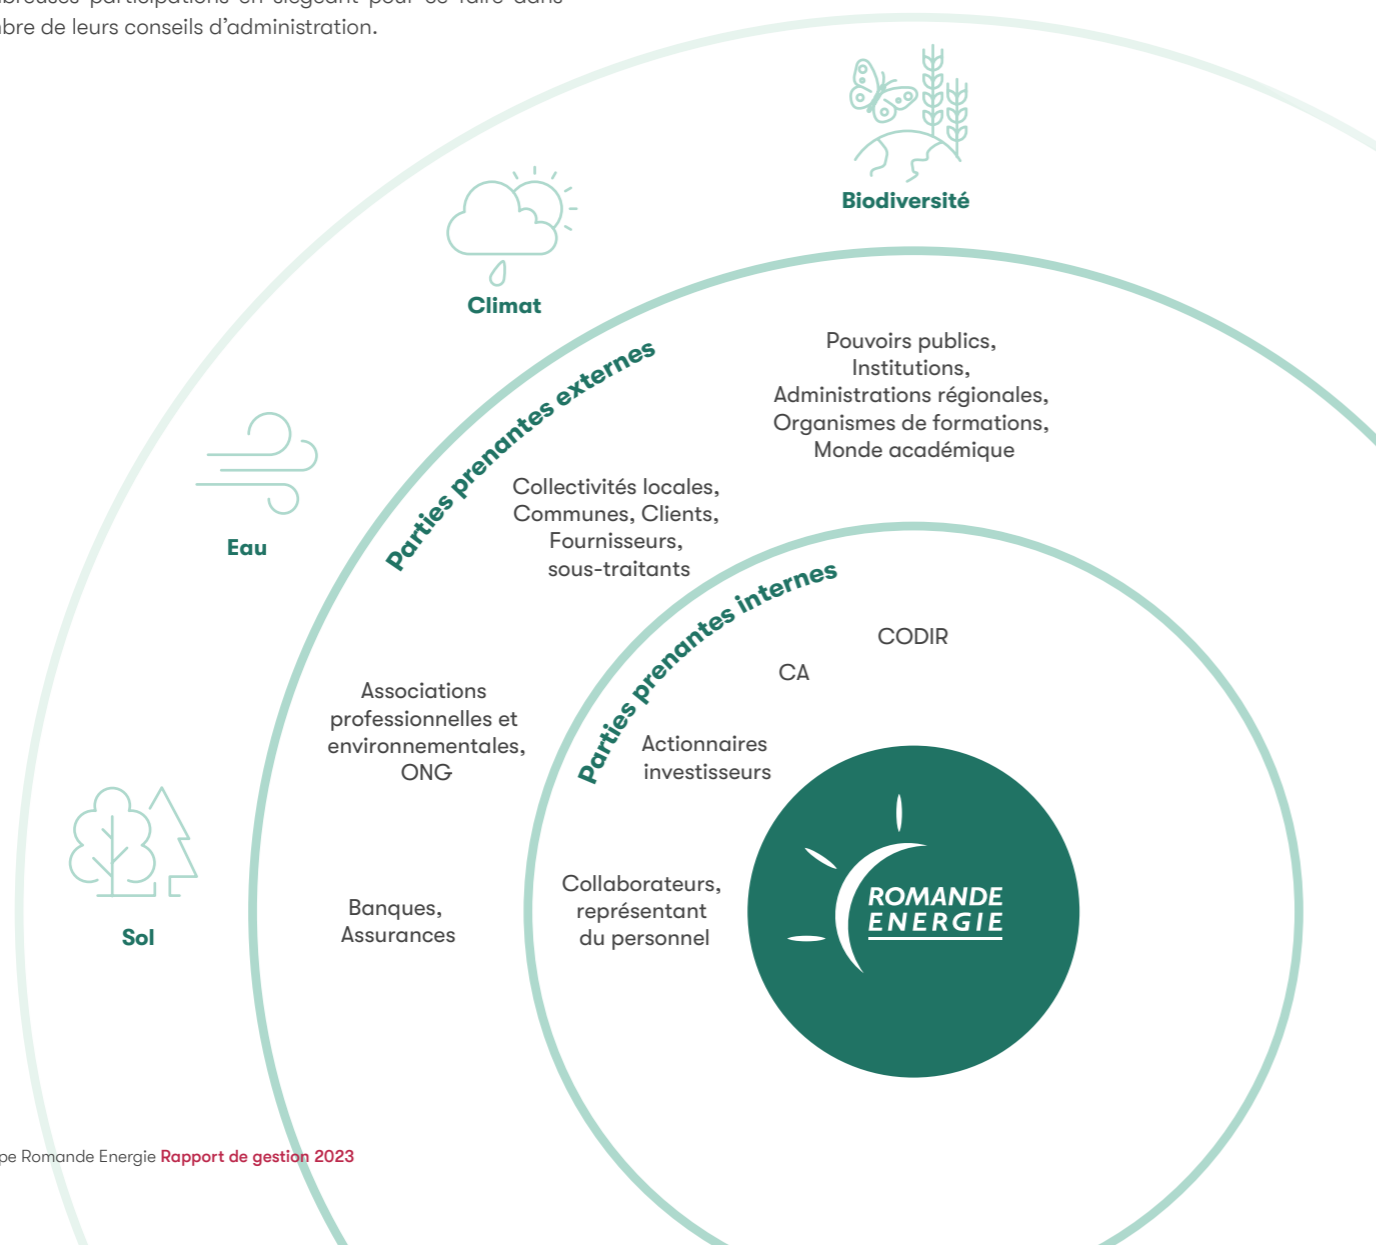 participations en siégeant pour ce faire dans
de leurs conseils d’administration.
Biodiversité
Climat
Eau
Sol
Parties prenantes externes
Pouvoirs publics,
Institutions,
Administrations régionales,
Organismes de formations,
Monde académique
Collectivités locales,
Communes, Clients,
Fournisseurs,
sous-traitants
Associations
professionnelles et
environnementales,
ONG
Banques,
Assurances
Parties prenantes internes
CODIR
CA
Actionnaires
investisseurs
Collaborateurs,
représentant
du personnel
ROMANDE
ENERGIE
Romande Energie Rapport de gestion 2023